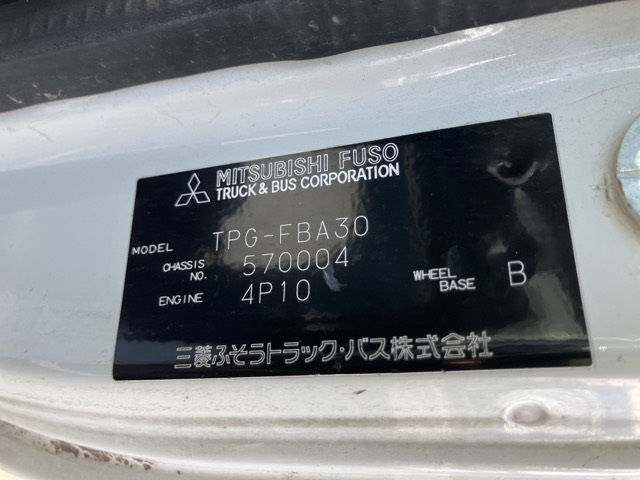 MITSUBISHI FUSO
TRUCK & BUS CORPORATION
MODEL TPG-FBA30
CHASSIS NO. 570004
ENGINE 4P10 WHEEL BASE B
三菱ふそうトラック・バス株式会社